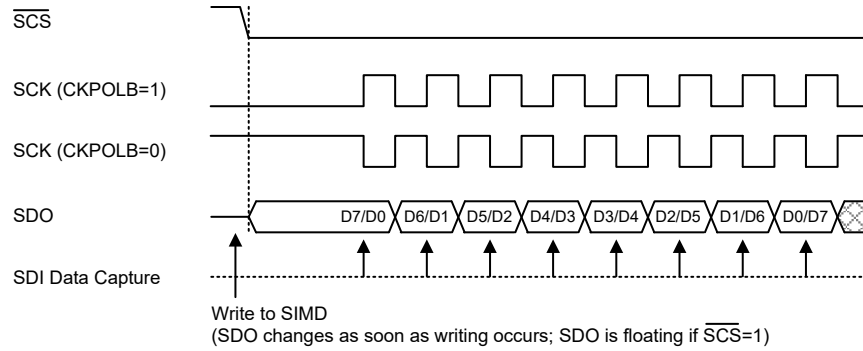 SCS
SCK (CKPOLB=1)
SCK (CKPOLB=0)
SDO
D7/D0 D6/D1 D5/D2 D4/D3 D3/D4 D2/D5 D1/D6 D0/D7
SDI Data Capture
Write to SIMD
(SDO changes as soon as writing occurs; SDO is floating if SCS=1)